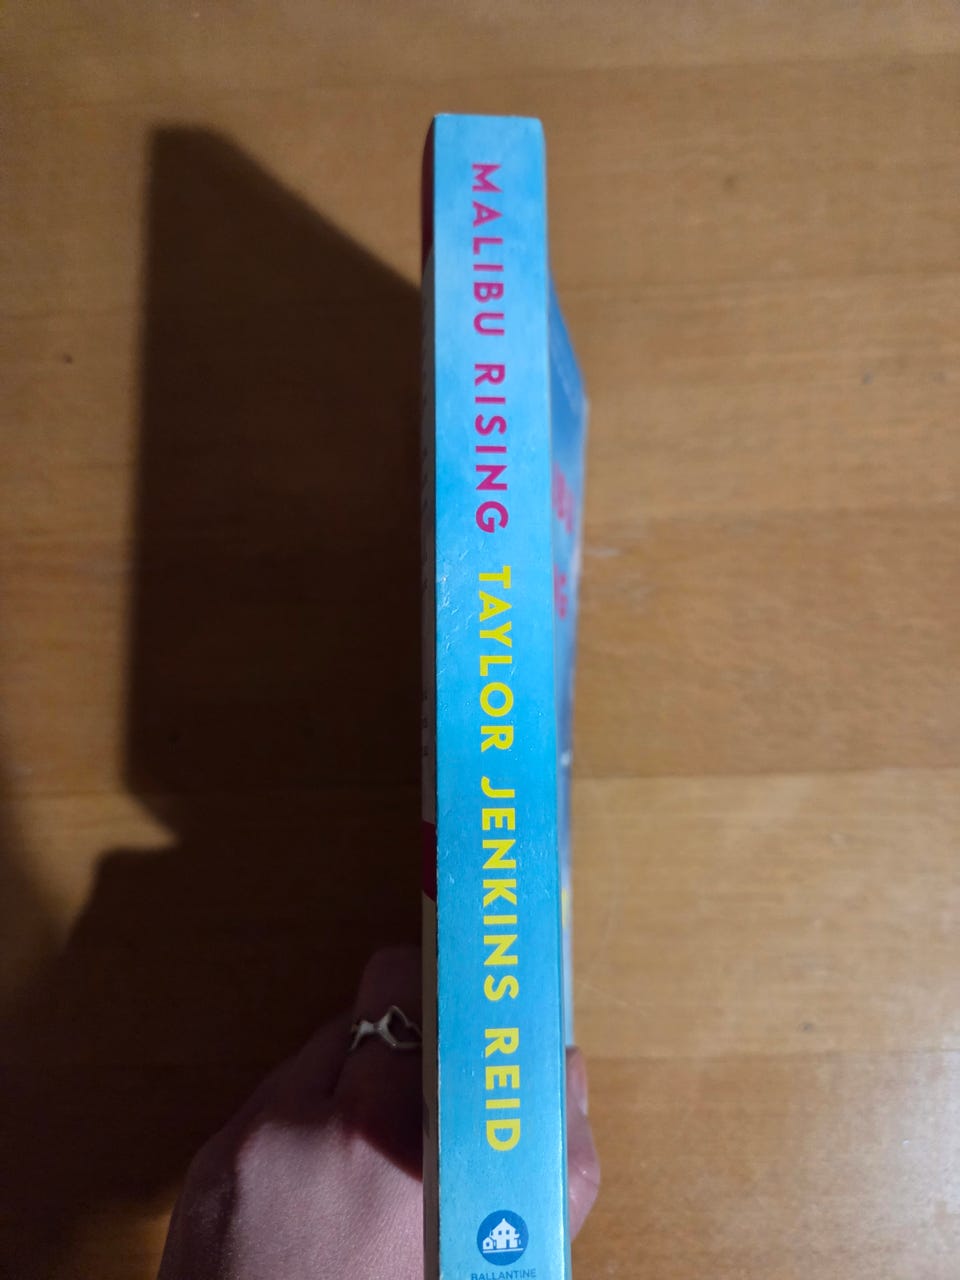 MALIBU RISING TAYLOR JENKINS REID
BALLANTINE